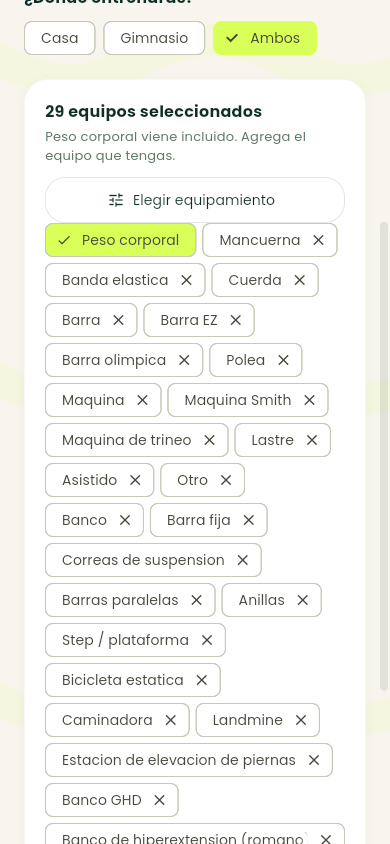 ¿Dónde entrenarás?
Casa Gimnasio Ambos
29 equipos seleccionados
Peso corporal viene incluido. Agrega el
equipo que tengas.
Elegir equipamiento
Peso corporal Mancuerna
Banda elastica Cuerda
Barra Barra EZ
Barra olimpica Polea
Maquina Maquina Smith
Maquina de trineo Lastre
Asistido Otro
Banco Barra fija
Correas de suspension
Barras paralelas Anillas
Step / plataforma
Bicicleta estatica
Caminadora Landmine
Estacion de elevacion de piernas
Banco GHD
Banco de hiperextension (romano